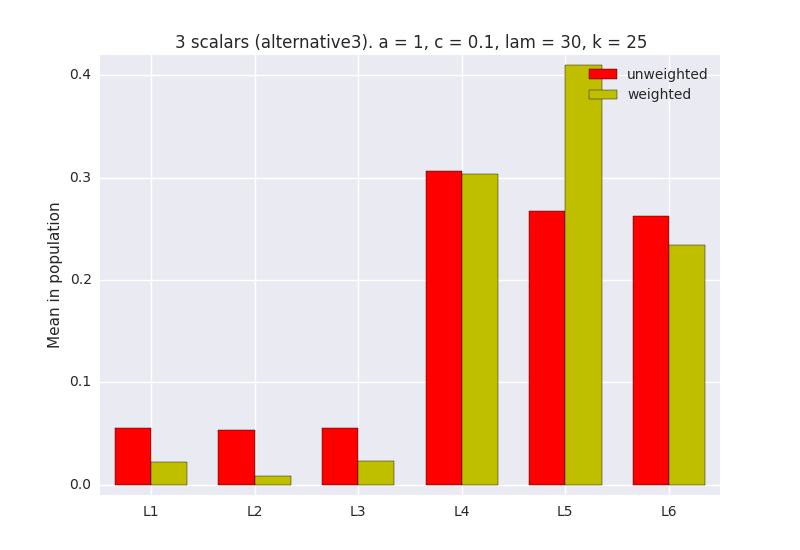 3 scalars (alternative3). a = 1, c = 0.1, lam = 30, k = 25
unweighted
weighted
Mean in population
0.4
0.3
0.2
0.1
0.0
L1 L2 L3 L4 L5 L6